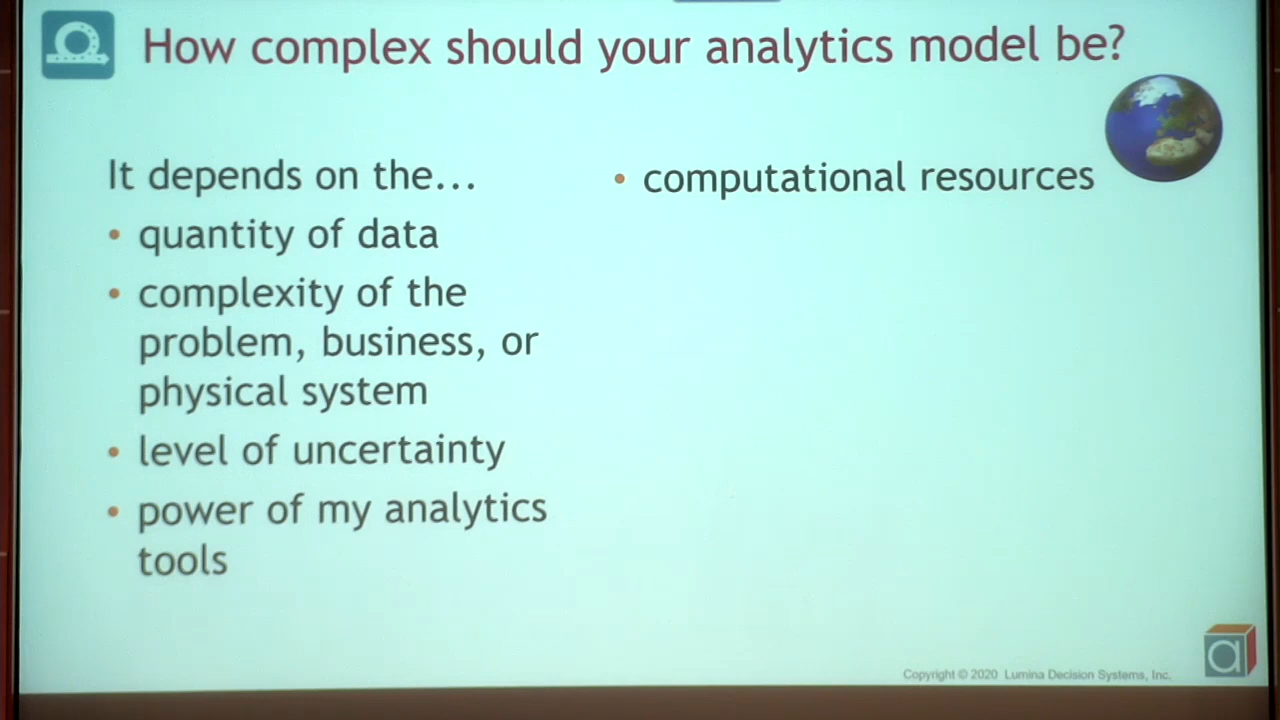 How complex should your analytics model be?
It depends on the...
• quantity of data
• complexity of the
problem, business, or
physical system
• level of uncertainty
• power of my analytics
tools
• computational resources
a
Copyright © 2020 Lumina Decision Systems, Inc.